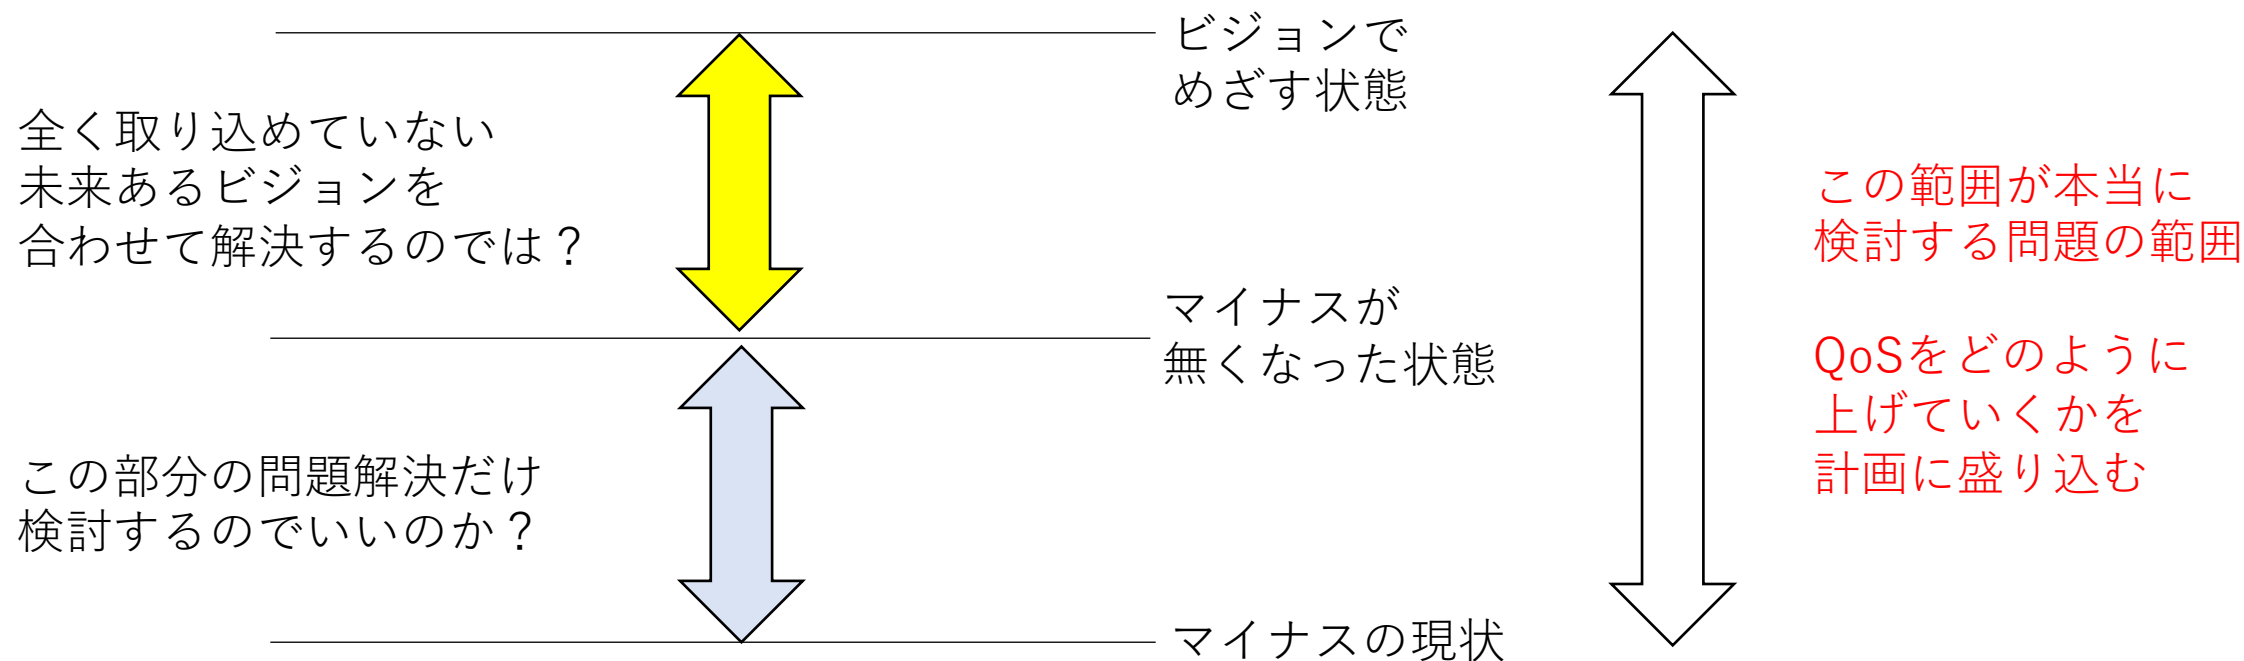 ビジョンで
めざす状態
全く取り込めていない
未来あるビジョンを
合わせて解決するのでは？
この範囲が本当に
検討する問題の範囲
マイナスが
無くなった状態
QoSをどのように
上げていくかを
計画に盛り込む
この部分の問題解決だけ
検討するのでいいのか？
マイナスの現状